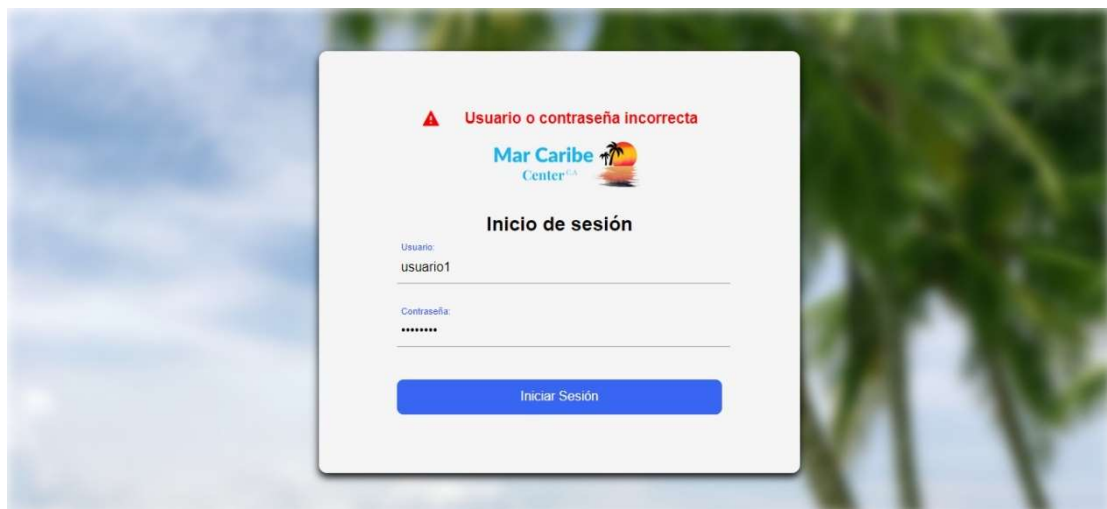 Usuario o contraseña incorrecta
Mar Caribe
Center C.A
Inicio de sesión
Usuario:
usuario1
Contraseña:
••••••••
Iniciar Sesión